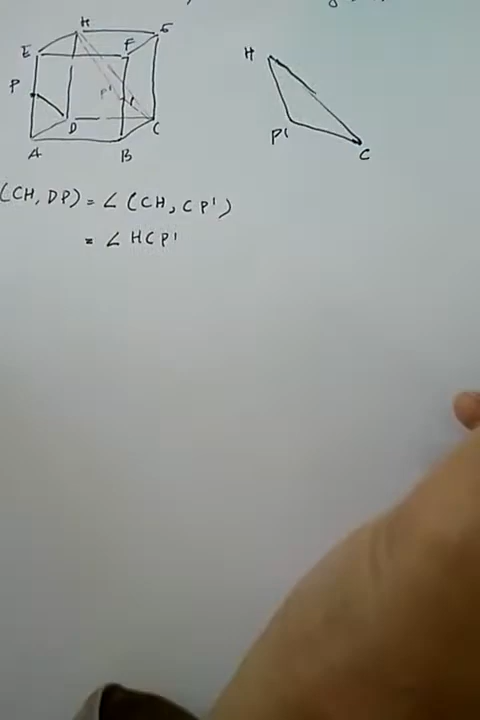 H
G
E
F
P
P'
D
C
A
B
H
P'
C
(CH, DP) = ∠ (CH, CP')
= ∠ HCP'